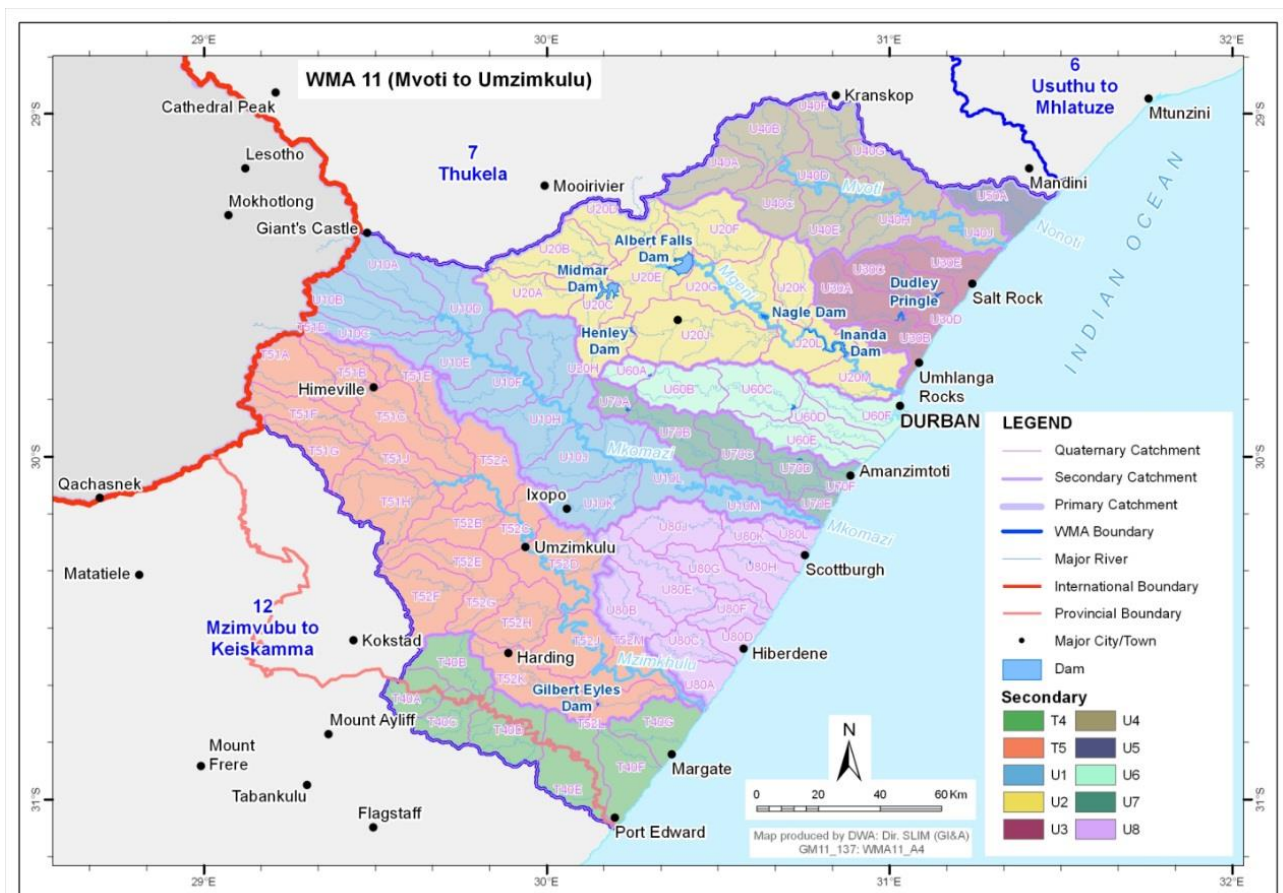 29°E
30°E
31°E
32°E
WMA 11 (Mvoti to Umzimkulu)
6
Usuthu to
Mhlatuze
Cathedral Peak
Kranskop
Mtunzini
29°S
29°S
7
Thukela
Lesotho
Mooirivier
Mandini
Mokhotlong
Giant's Castle
U40F
U40B
U40A
U40G
U40D
Mvoti
U50A
U40C
U40H
U40E
U40J
Nonoti
U20D
U20F
Albert Falls
Dam
U20B
U20E
Midmar
Dam
U20A
U20C
U20G
Mgeni
U20K
U30C
U30E
U30A
Dudley
Pringle
Salt Rock
U30D
U30B
Nagle Dam
Inanda
Dam
U20J
U20L
U20M
Henley
Dam
U20H
Umhlanga
Rocks
INDIAN OCEAN
U10A
U10B
U10D
U10E
U10F
U10H
U10J
U10K
U10L
U10M
Mkomazi
Mkomazi
U60A
U60B
U60C
U60D
U60E
U60F
DURBAN
U70A
U70B
U70C
U70D
U70E
U70F
Amanzimtoti
T51A
T51B
T51E
Himeville
T51F
T51C
T51G
T51J
T51H
T52A
30°S
30°S
Qachasnek
Ixopo
T52B
T52C
Umzimkulu
T52D
T52E
T52F
T52G
T52H
T52J
T52M
T52K
T52L
Mzimkhulu
Harding
Gilbert Eyles
Dam
U80J
U80K
U80L
U80G
U80H
U80E
U80B
U80F
U80C
U80D
U80A
Scottburgh
Hiberdene
Matatiele
12
Mzimvubu to
Keiskamma
Kokstad
T40B
T40A
T40C
T40D
T40G
T40F
T40E
Mount Ayliff
Mount
Frere
Tabankulu
Flagstaff
Margate
Port Edward
31°S
31°S
LEGEND
Quaternary Catchment
Secondary Catchment
Primary Catchment
WMA Boundary
Major River
International Boundary
Provincial Boundary
Major City/Town
Dam
Secondary
T4 U4
T5 U5
U1 U6
U2 U7
U3 U8
N
0 10 20 40 60 Km
Map produced by DWA: Dir. SLIM (GI&A)
GM11_137: WMA11_A4
29°E
30°E
31°E
32°E